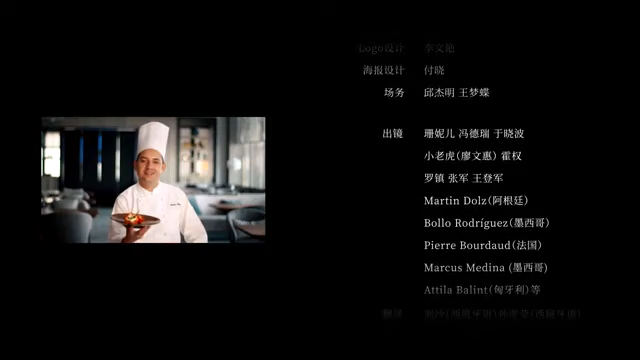 Logo设计 李文艳
海报设计 付晓
场务 邱杰明 王梦蝶
出镜 珊妮儿 冯德瑞 于晓波
小老虎(廖文惠) 霍权
罗镇 张军 王登军
Martin Dolz(阿根廷)
Bollo Rodríguez(墨西哥)
Pierre Bourdaud(法国)
Marcus Medina (墨西哥)
Attila Balint(匈牙利)等
翻译